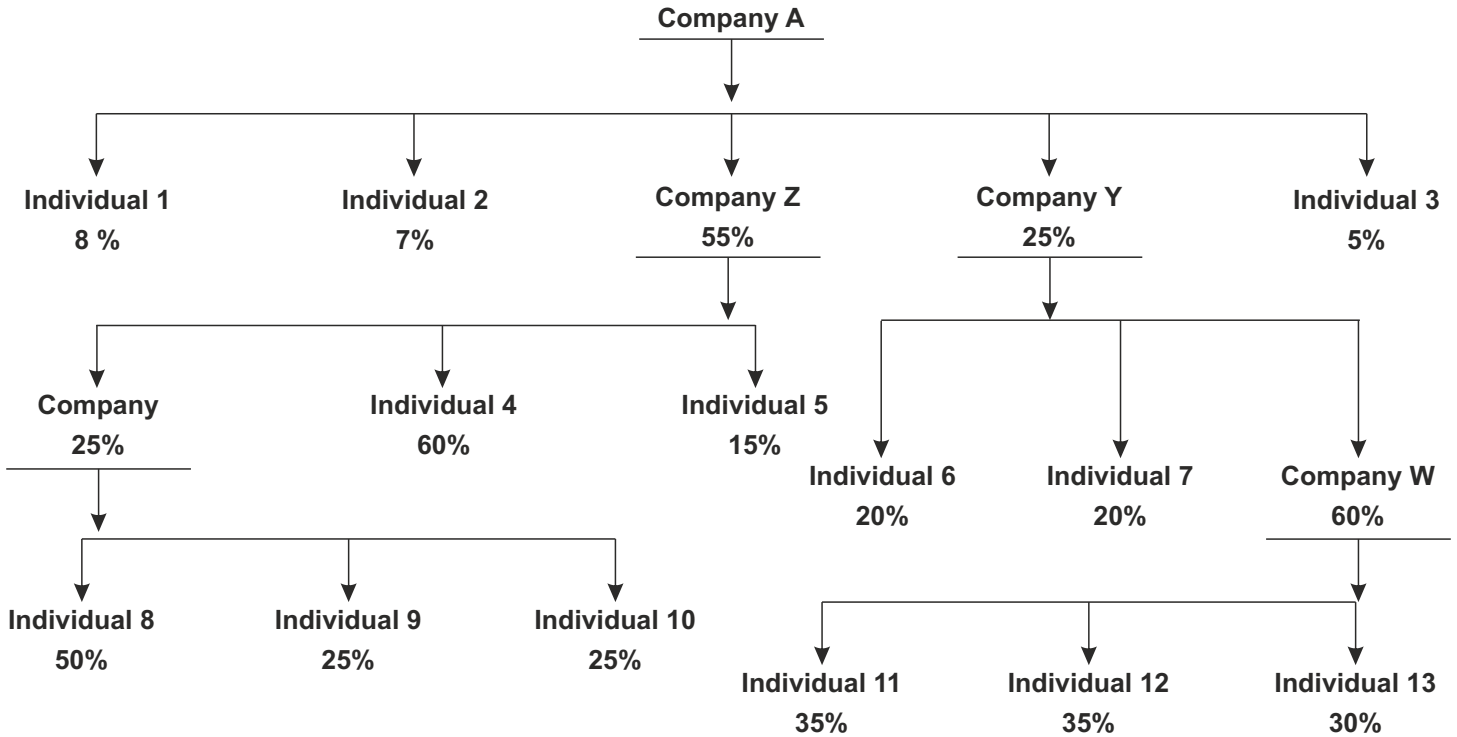 Company A
Individual 1
8 %
Individual 2
7%
Company Z
55%
Company Y
25%
Individual 3
5%
Company
25%
Individual 4
60%
Individual 5
15%
Individual 6
20%
Individual 7
20%
Company W
60%
Individual 8
50%
Individual 9
25%
Individual 10
25%
Individual 11
35%
Individual 12
35%
Individual 13
30%